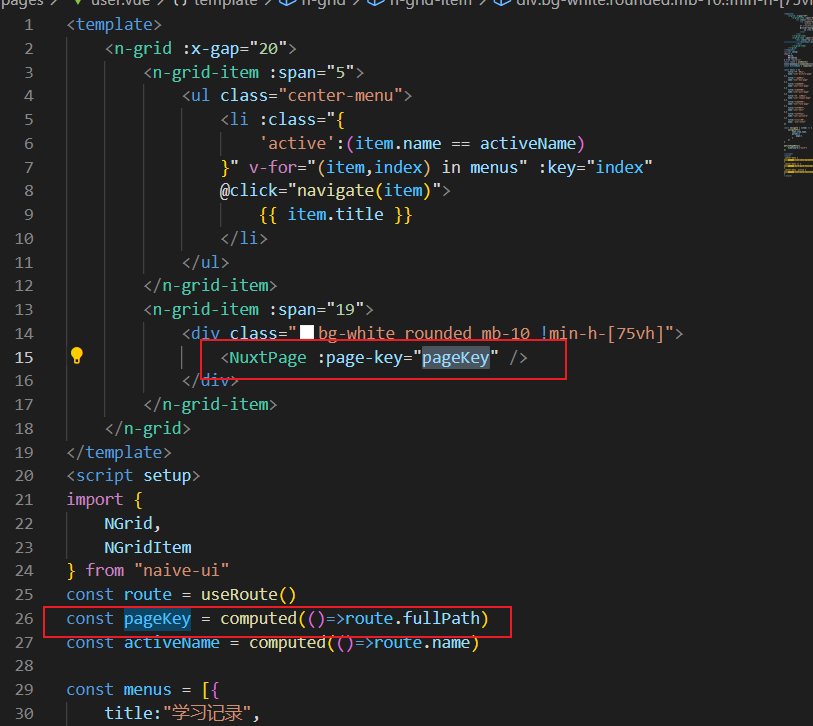 pages > user.vue > {} template > n-grid > n-grid-item > div.bg-white.rounded.mb-10.!min-h-[75vh]
1 <template>
2 <n-grid :x-gap="20">
3 <n-grid-item :span="5">
4 <ul class="center-menu">
5 <li :class="{
6 'active':(item.name == activeName)
7 }" v-for="(item,index) in menus" :key="index"
8 @click="navigate(item)">
9 {{ item.title }}
10 </li>
11 </ul>
12 </n-grid-item>
13 <n-grid-item :span="19">
14 <div class="bg-white rounded mb-10 !min-h-[75vh]">
15 <NuxtPage :page-key="pageKey" />
16 </div>
17 </n-grid-item>
18 </n-grid>
19 </template>
20 <script setup>
21 import {
22 NGrid,
23 NGridItem
24 } from "naive-ui"
25 const route = useRoute()
26 const pageKey = computed(()=>route.fullPath)
27 const activeName = computed(()=>route.name)
28
29 const menus = [{
30 title:"学习记录",